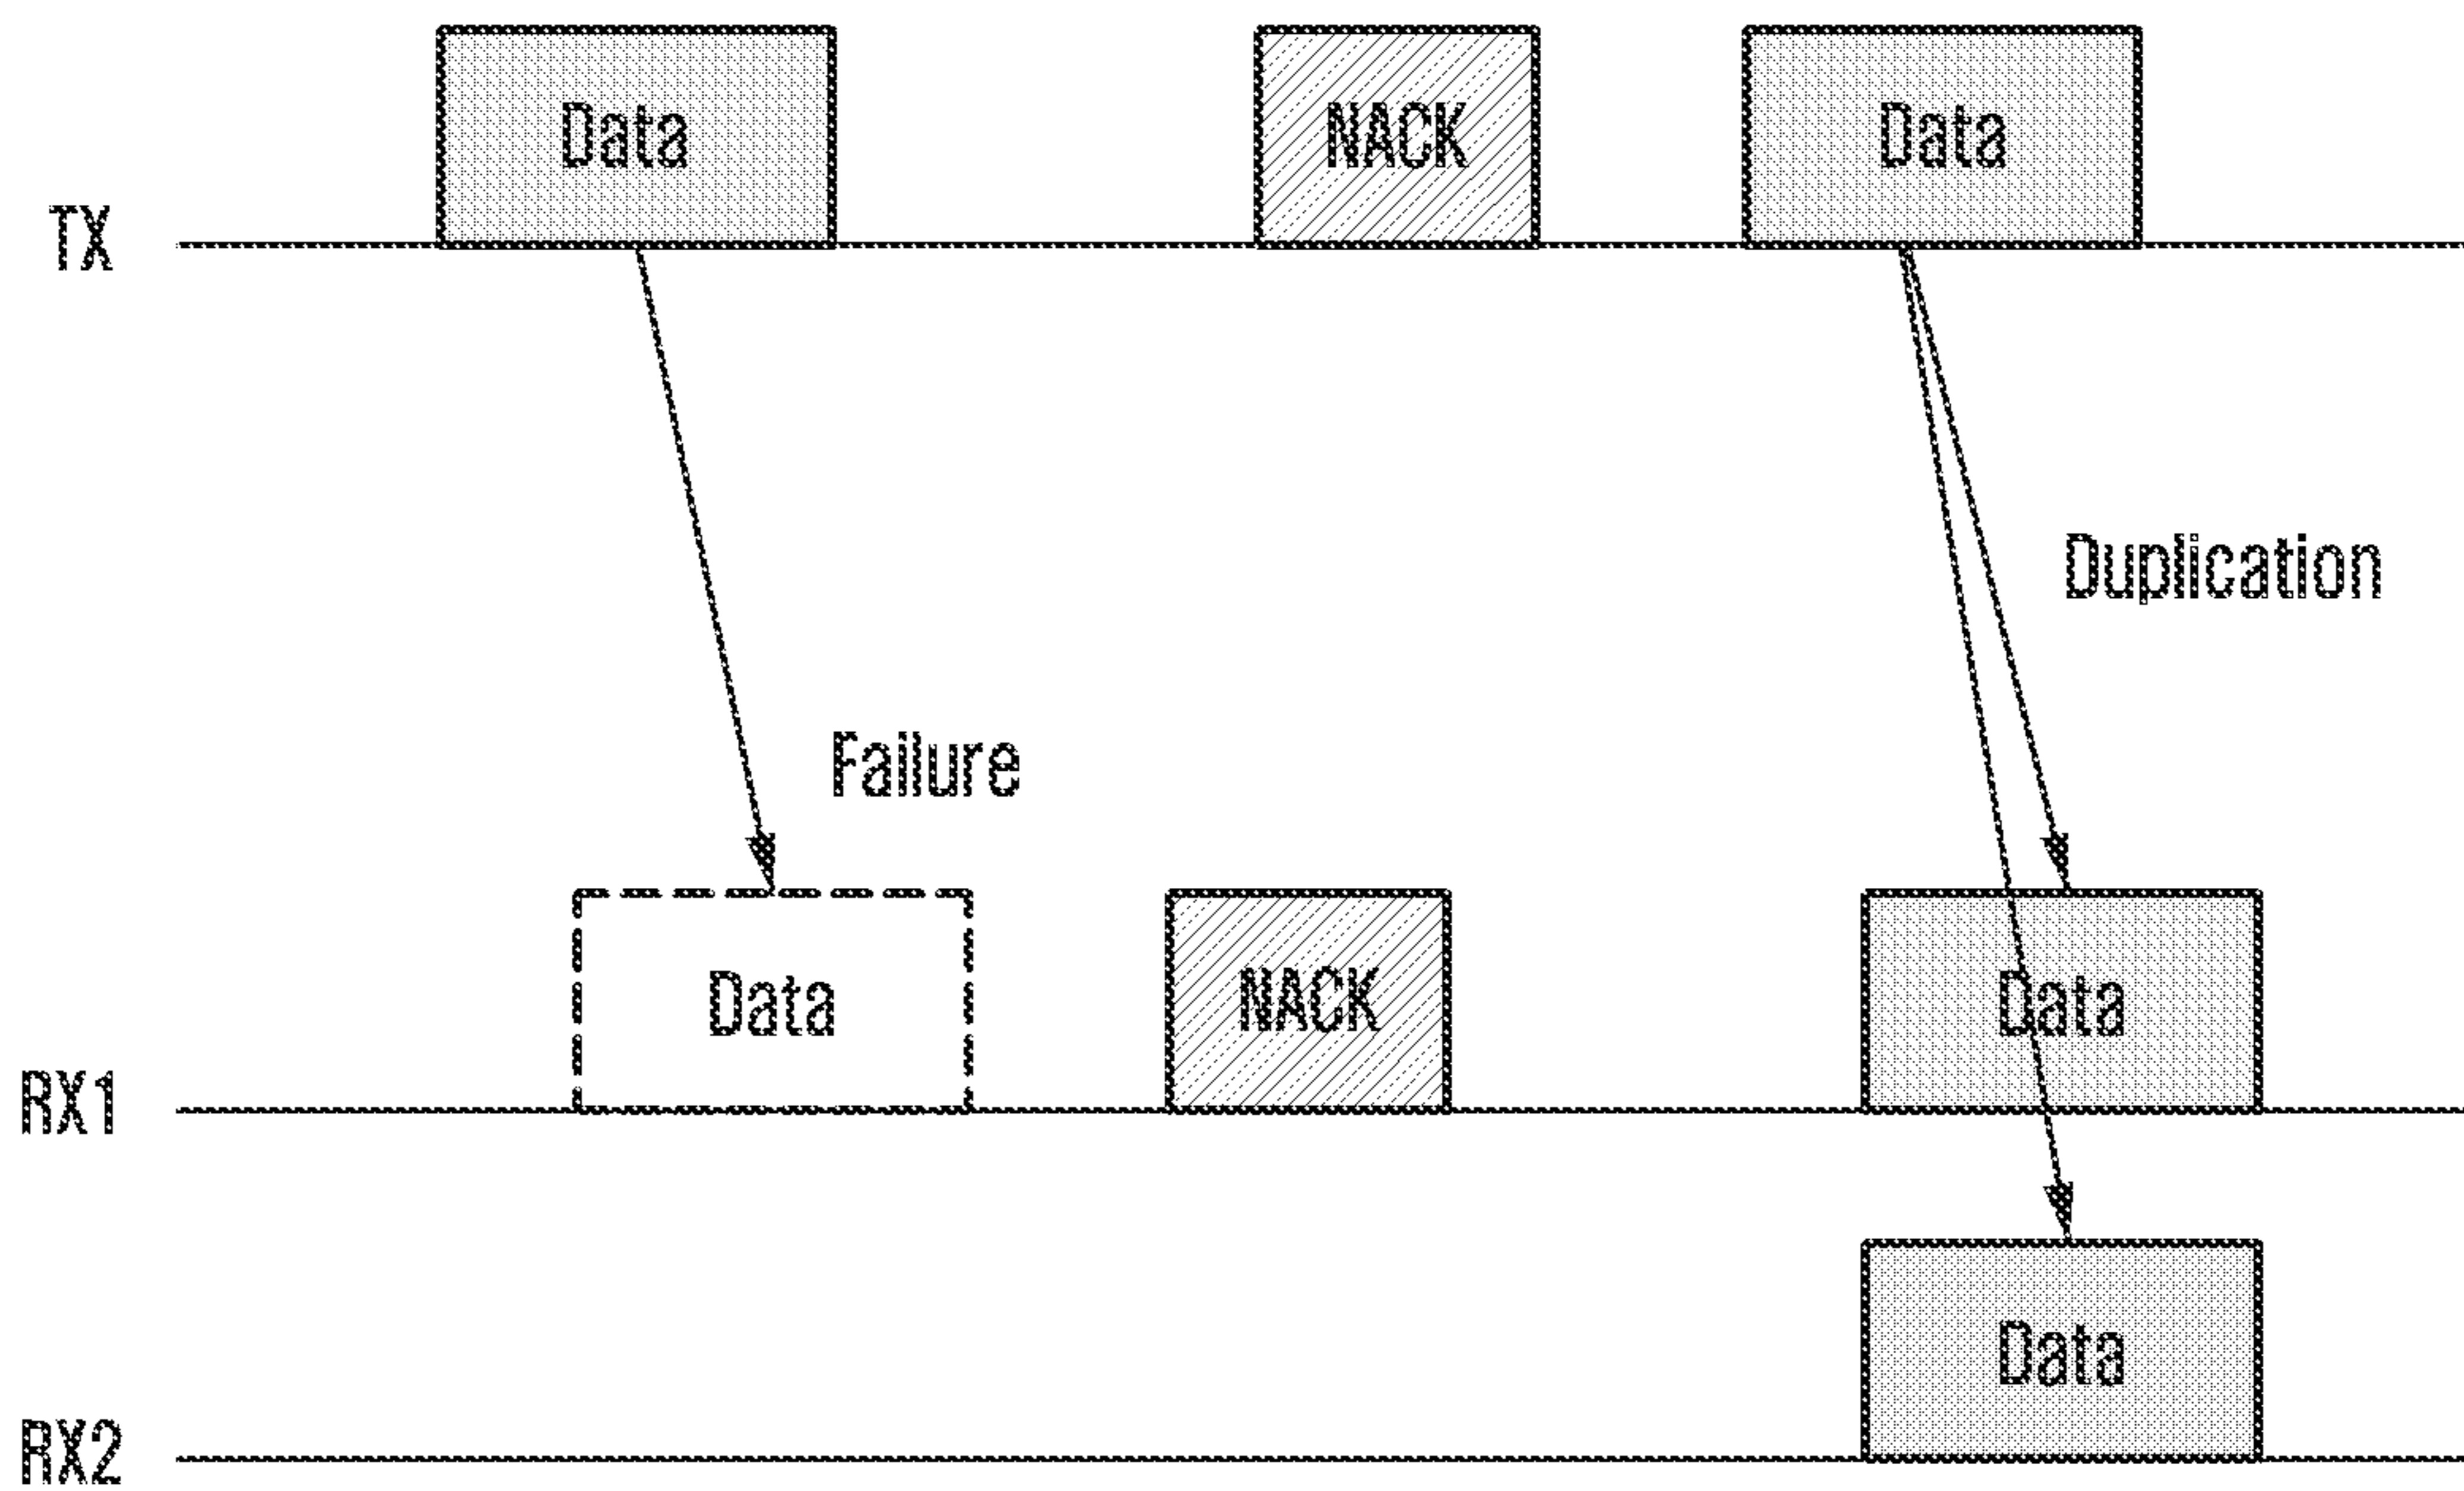 Data
NACK
Data
TX
Duplication
Failure
Data
NACK
Data
RX1
Data
RX2